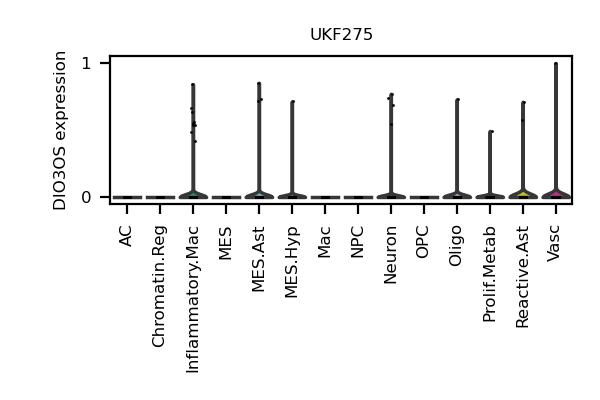 UKF275
DIO3OS expression
1
0
AC
Chromatin.Reg
Inflammatory.Mac
MES
MES.Ast
MES.Hyp
Mac
NPC
Neuron
OPC
Oligo
Prolif.Metab
Reactive.Ast
Vasc